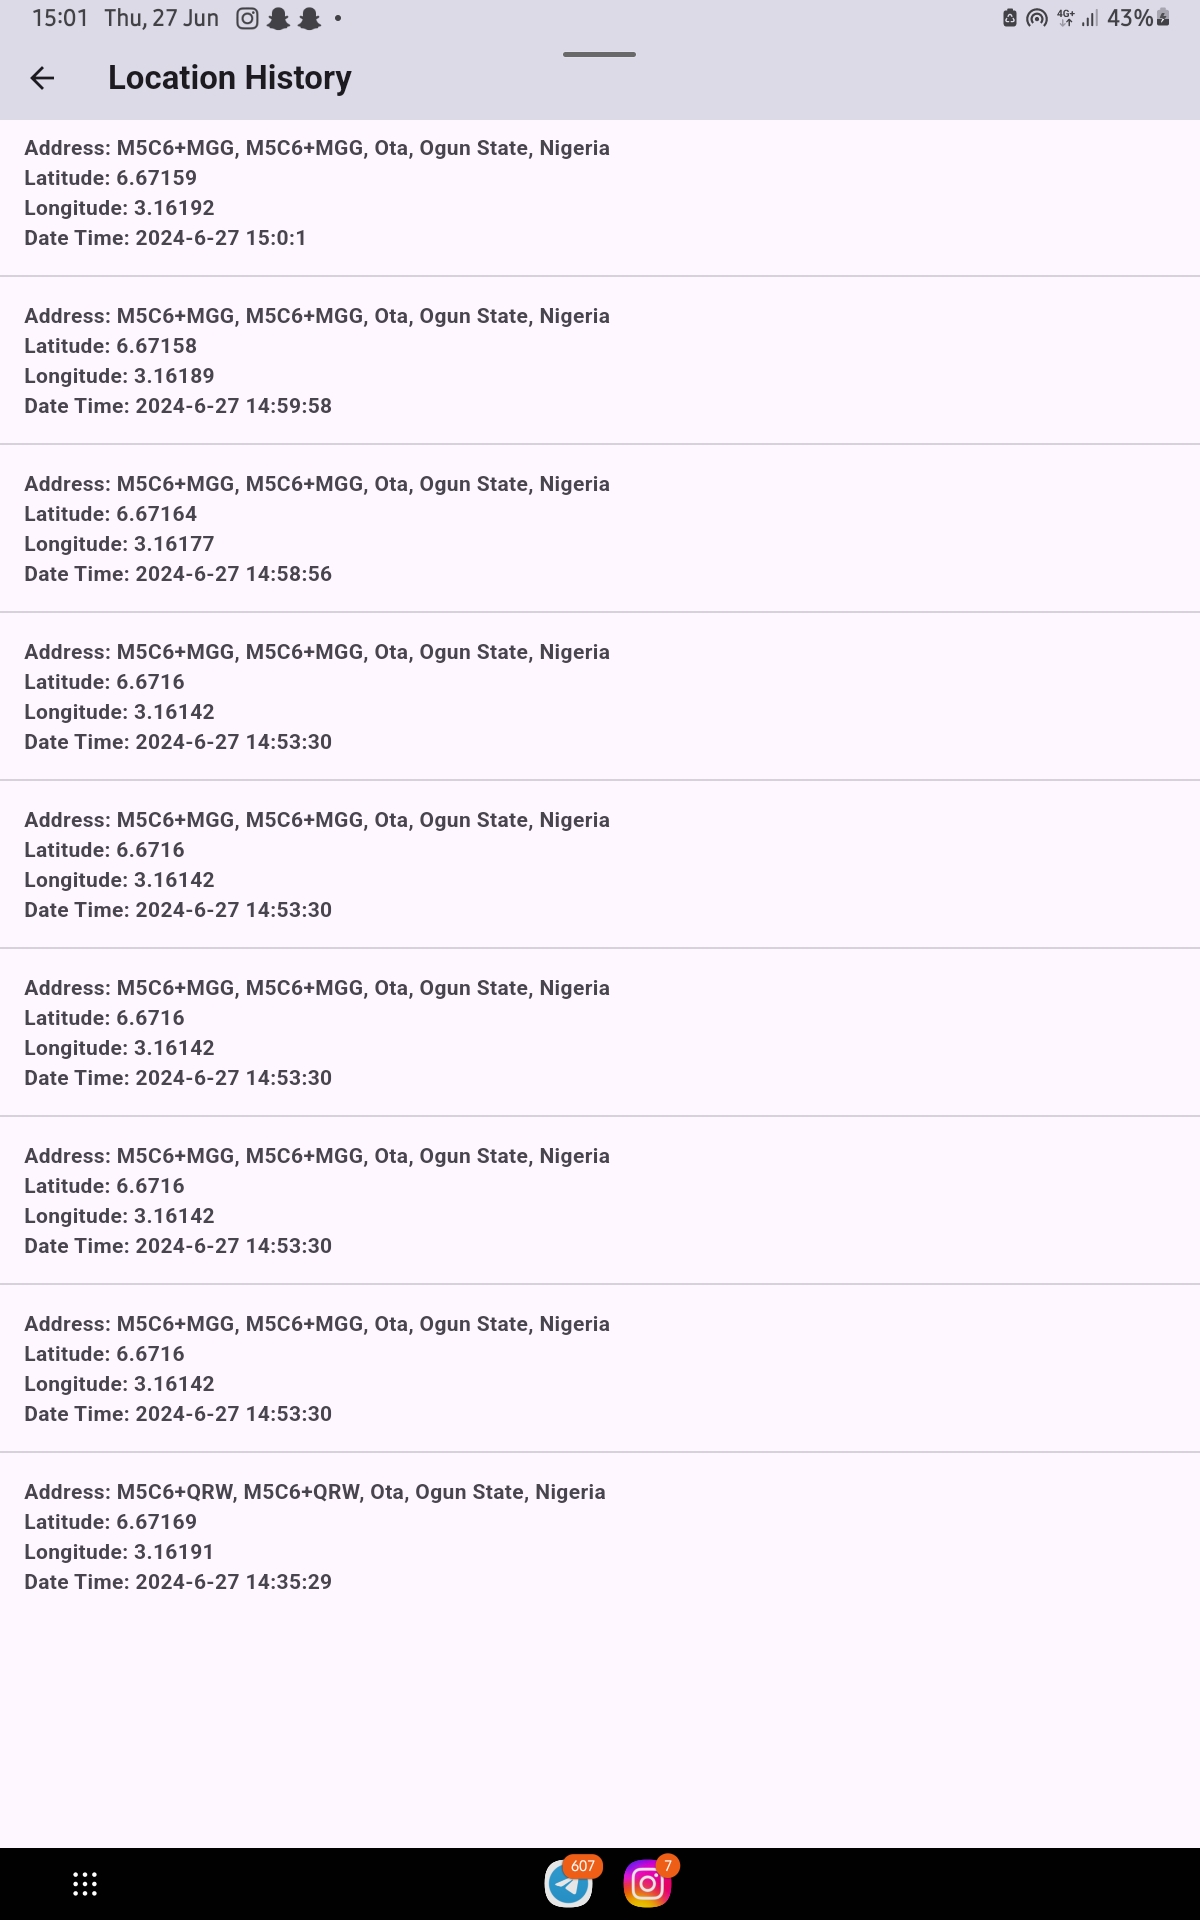 15:01 Thu, 27 Jun 4G+ 43%
Location History
Address: M5C6+MGG, M5C6+MGG, Ota, Ogun State, Nigeria
Latitude: 6.67159
Longitude: 3.16192
Date Time: 2024-6-27 15:0:1
Address: M5C6+MGG, M5C6+MGG, Ota, Ogun State, Nigeria
Latitude: 6.67158
Longitude: 3.16189
Date Time: 2024-6-27 14:59:58
Address: M5C6+MGG, M5C6+MGG, Ota, Ogun State, Nigeria
Latitude: 6.67164
Longitude: 3.16177
Date Time: 2024-6-27 14:58:56
Address: M5C6+MGG, M5C6+MGG, Ota, Ogun State, Nigeria
Latitude: 6.6716
Longitude: 3.16142
Date Time: 2024-6-27 14:53:30
Address: M5C6+MGG, M5C6+MGG, Ota, Ogun State, Nigeria
Latitude: 6.6716
Longitude: 3.16142
Date Time: 2024-6-27 14:53:30
Address: M5C6+MGG, M5C6+MGG, Ota, Ogun State, Nigeria
Latitude: 6.6716
Longitude: 3.16142
Date Time: 2024-6-27 14:53:30
Address: M5C6+MGG, M5C6+MGG, Ota, Ogun State, Nigeria
Latitude: 6.6716
Longitude: 3.16142
Date Time: 2024-6-27 14:53:30
Address: M5C6+MGG, M5C6+MGG, Ota, Ogun State, Nigeria
Latitude: 6.6716
Longitude: 3.16142
Date Time: 2024-6-27 14:53:30
Address: M5C6+QRW, M5C6+QRW, Ota, Ogun State, Nigeria
Latitude: 6.67169
Longitude: 3.16191
Date Time: 2024-6-27 14:35:29
607 7